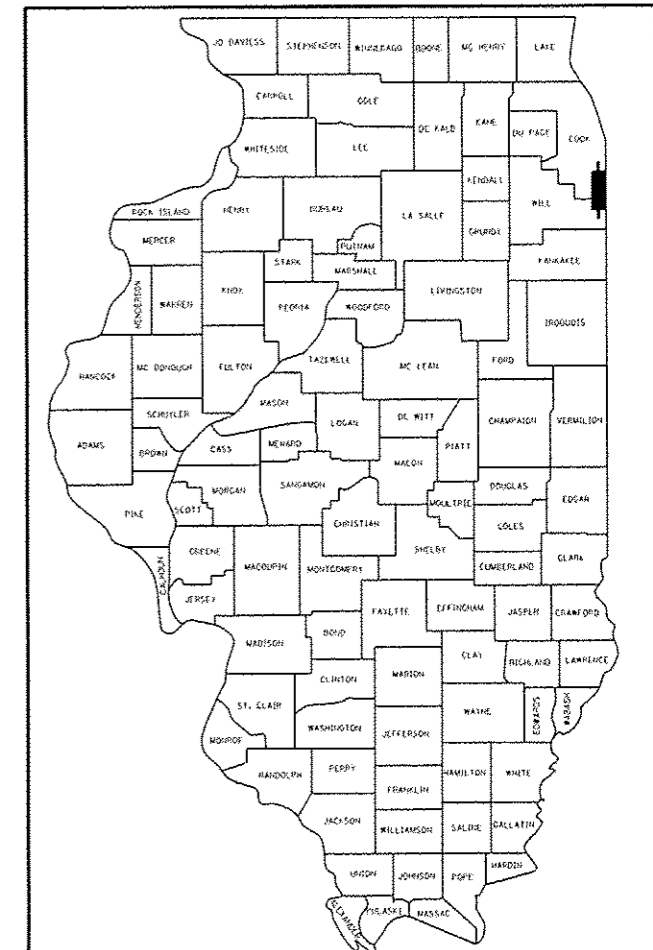 JO DAVIESS STEPHENSON WINNEBAGO BOONE MC HENRY LAKE
CARROLL OGLE DE KALB KANE DU PAGE COOK
WHITESIDE LEE KENDALL WILL
ROCK ISLAND HENRY BUREAU LA SALLE GRUNDY
MERCER PUTNAM KANKAKEE
STARK MARSHALL
HENDERSON WARREN KNOX PEORIA WOODFORD LIVINGSTON IROQUOIS
HANCOCK MC DONOUGH FULTON TAZEWELL MC LEAN FORD
SCHUYLER MASON LOGAN DE WITT CHAMPAIGN VERMILION
ADAMS BROWN CASS MENARD MACON PIATT
PIKE SCOTT MORGAN SANGAMON CHRISTIAN MOULTRIE DOUGLAS EDGAR
COLES
CALHOUN GREENE MACOUPIN MONTGOMERY SHELBY CUMBERLAND CLARK
JERSEY FAYETTE EFFINGHAM JASPER CRAWFORD
MADISON BOND CLAY RICHLAND LAWRENCE
CLINTON MARION
ST. CLAIR WASHINGTON JEFFERSON WAYNE EDWARDS WABASH
MONROE
RANDOLPH PERRY FRANKLIN HAMILTON WHITE
JACKSON WILLIAMSON SALINE GALLATIN
UNION JOHNSON POPE HARDIN
ALEXANDER PULASKI MASSAC